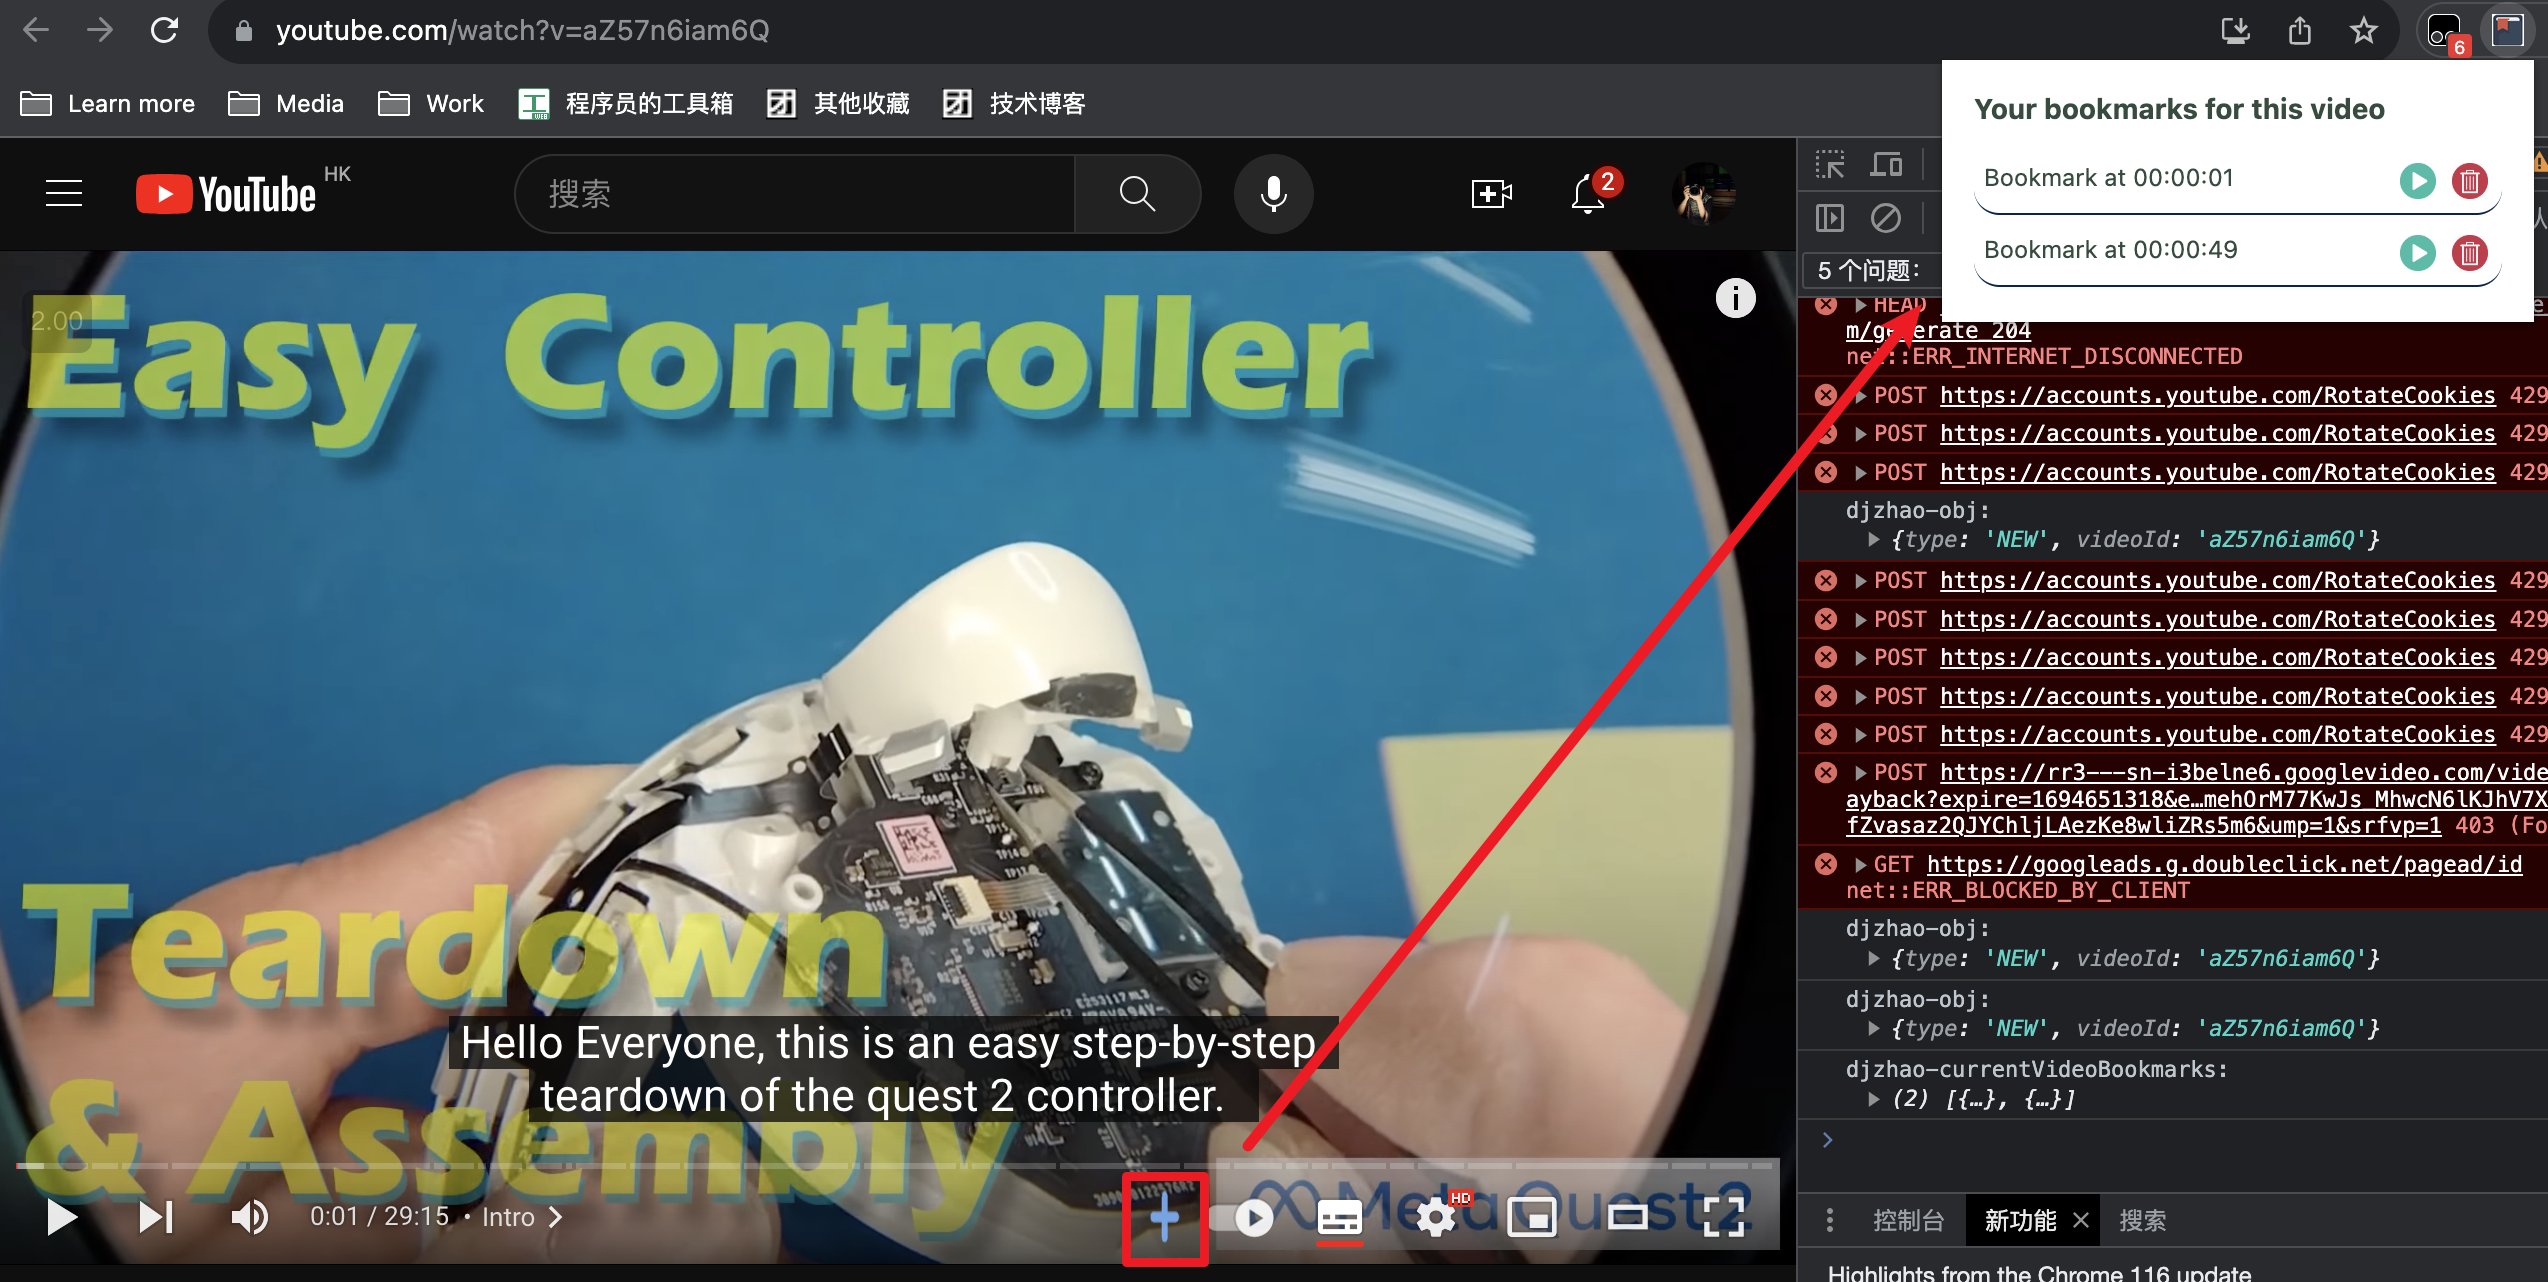 youtube.com/watch?v=aZ57n6iam6Q
6
Learn more
Media
Work
程序员的工具箱
其他收藏
技术博客
Your bookmarks for this video
Bookmark at 00:00:01
Bookmark at 00:00:49
YouTube HK
搜索
2
2.00
Easy Controller
Teardown
& Assembly
Hello Everyone, this is an easy step-by-step
teardown of the quest 2 controller.
Meta Quest 2
0:01 / 29:15 • Intro
HD
5 个问题:
HEAD
m/generate_204
net::ERR_INTERNET_DISCONNECTED
POST https://accounts.youtube.com/RotateCookies 429
POST https://accounts.youtube.com/RotateCookies 429
POST https://accounts.youtube.com/RotateCookies 429
djzhao-obj:
{type: 'NEW', videoId: 'aZ57n6iam6Q'}
POST https://accounts.youtube.com/RotateCookies 429
POST https://accounts.youtube.com/RotateCookies 429
POST https://accounts.youtube.com/RotateCookies 429
POST https://accounts.youtube.com/RotateCookies 429
POST https://accounts.youtube.com/RotateCookies 429
POST https://rr3---sn-i3belne6.googlevideo.com/vide
ayback?expire=1694651318&e…mehOrM77KwJs_MhwcN6lKJhV7X
fZvasaz2QJYChljLAezKe8wliZRs5m6&ump=1&srfvp=1 403 (Fo
GET https://googleads.g.doubleclick.net/pagead/id
net::ERR_BLOCKED_BY_CLIENT
djzhao-obj:
{type: 'NEW', videoId: 'aZ57n6iam6Q'}
djzhao-obj:
{type: 'NEW', videoId: 'aZ57n6iam6Q'}
djzhao-currentVideoBookmarks:
(2) [{…}, {…}]
控制台
新功能
搜索
Highlights from the Chrome 116 update